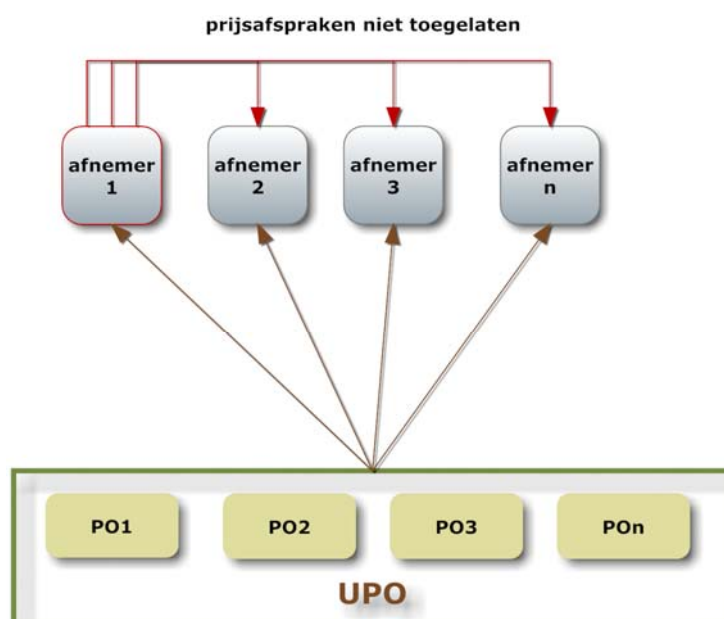 prijsafspraken niet toegelaten
afnemer
1
afnemer
2
afnemer
3
afnemer
n
PO1
PO2
PO3
POn
UPO